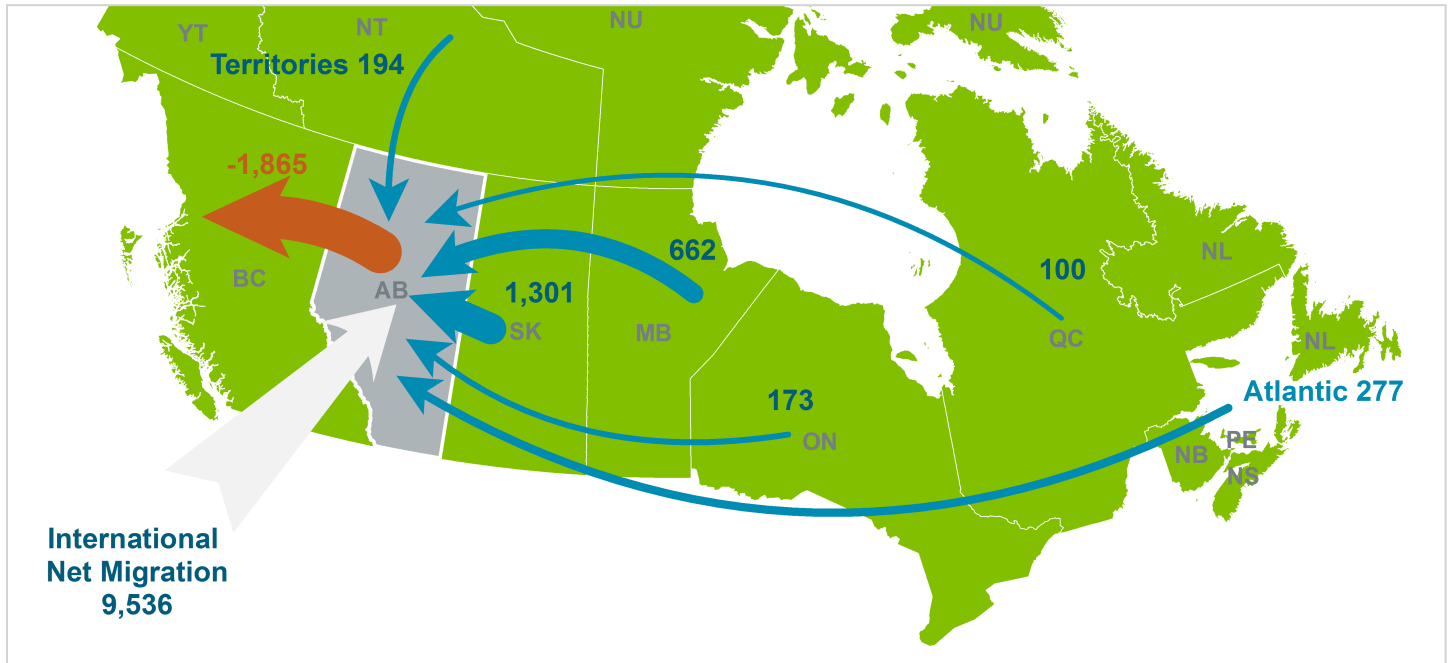 YT
NT
NU
NU
Territories 194
-1,865
662
100
NL
BC
AB
1,301
SK
MB
QC
NL
Atlantic 277
173
ON
PE
NB
NS
International
Net Migration
9,536